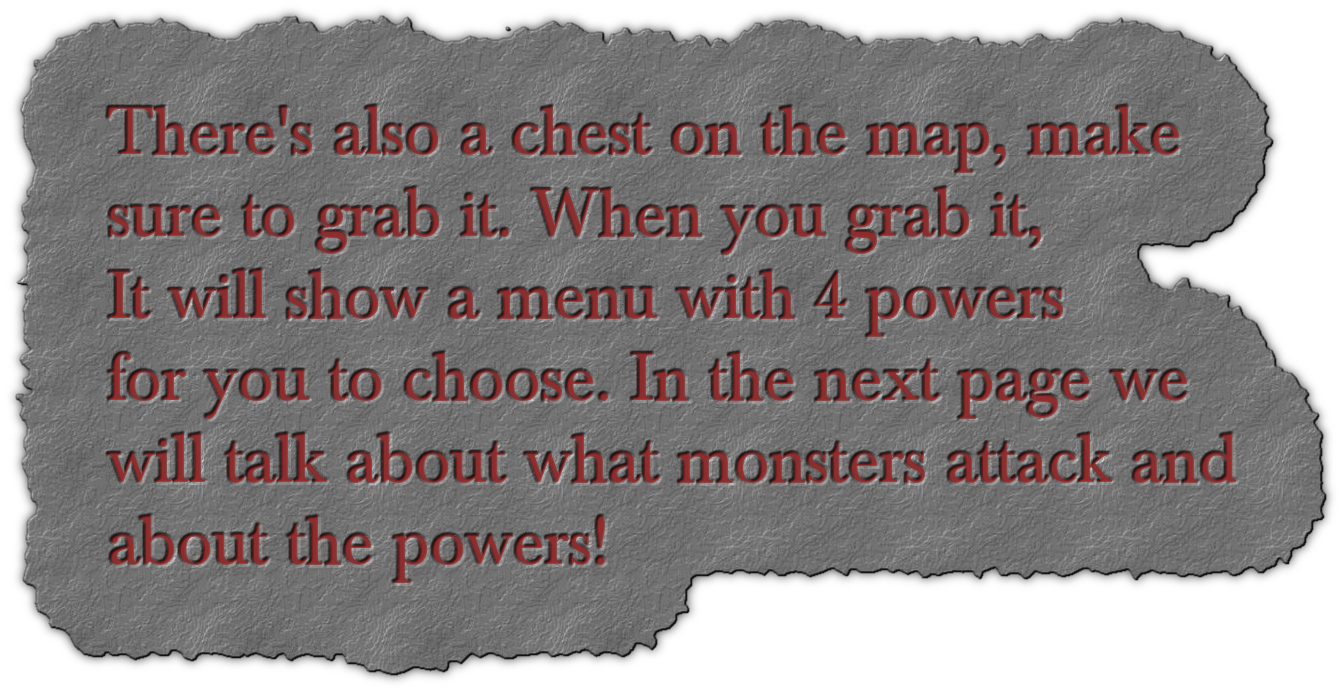 There's also a chest on the map, make
sure to grab it. When you grab it,
It will show a menu with 4 powers
for you to choose. In the next page we
will talk about what monsters attack and
about the powers!